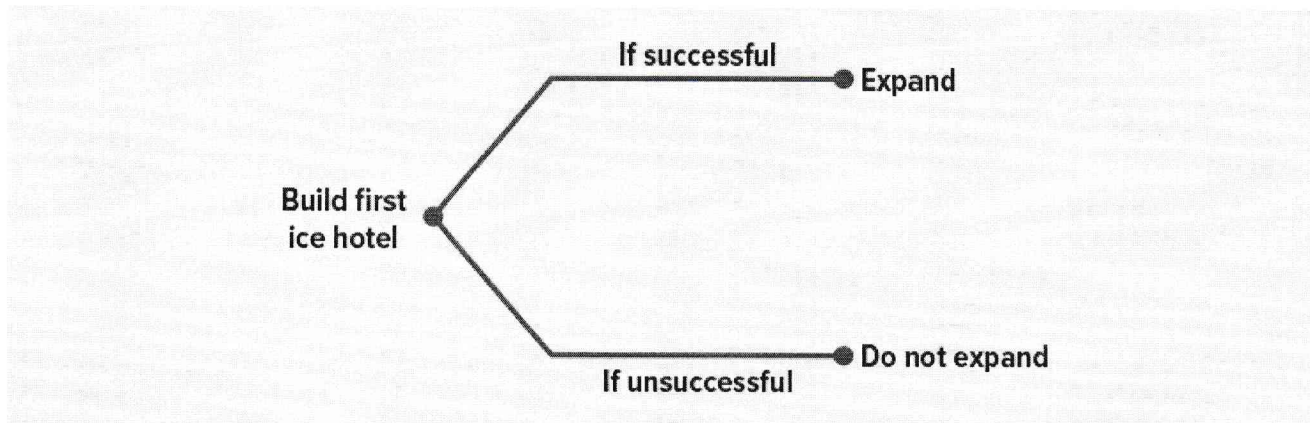 If successful
Expand
Build first
ice hotel
Do not expand
If unsuccessful